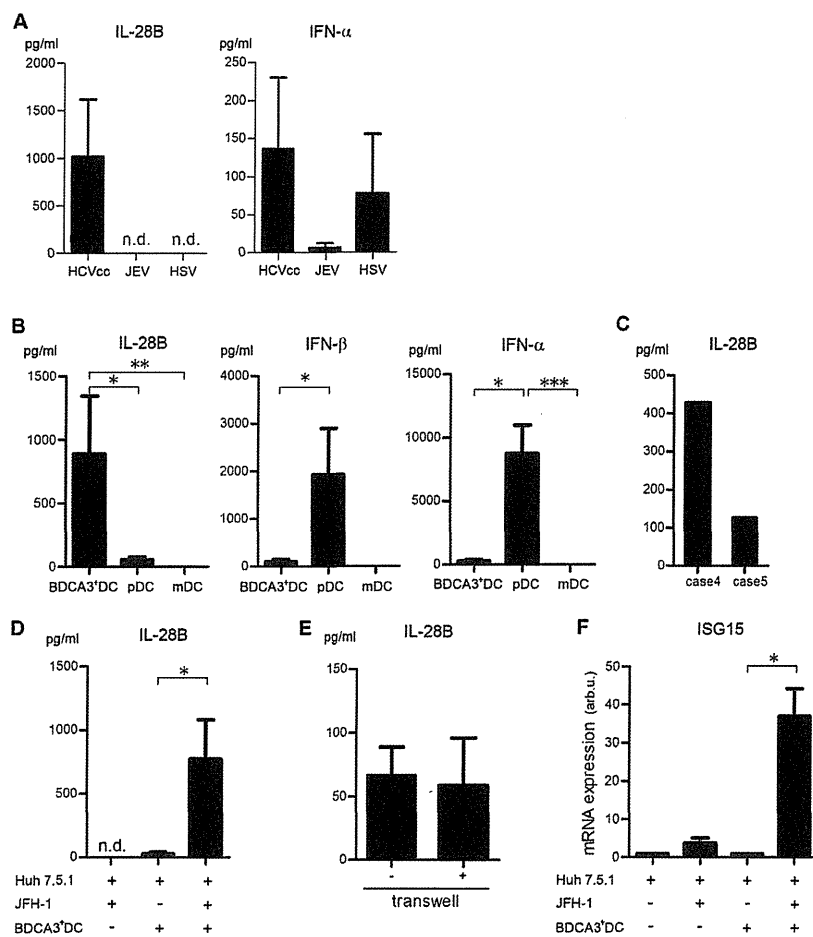 A
IL-28B
pg/ml
2000
1500
1000
500
0
n.d. n.d.
HCVcc JEV HSV
IFN-α
pg/ml
250
200
150
100
50
0
HCVcc JEV HSV
B
IL-28B
pg/ml
1500
1000
500
0
**
*
BDCA3⁺DC pDC mDC
IFN-β
pg/ml
4000
3000
2000
1000
0
*
BDCA3⁺DC pDC mDC
IFN-α
pg/ml
15000
10000
5000
0
* ***
BDCA3⁺DC pDC mDC
C
IL-28B
pg/ml
500
400
300
200
100
0
case4 case5
D
IL-28B
pg/ml
1500
1000
500
0
n.d.
*
Huh 7.5.1 + + +
JFH-1 + - +
BDCA3⁺DC - + +
E
IL-28B
pg/ml
150
100
50
0
- +
transwell
F
ISG15
mRNA expression (arb.u.)
50
40
30
20
10
0
*
Huh 7.5.1 + + + +
JFH-1 - + - +
BDCA3⁺DC - - + +